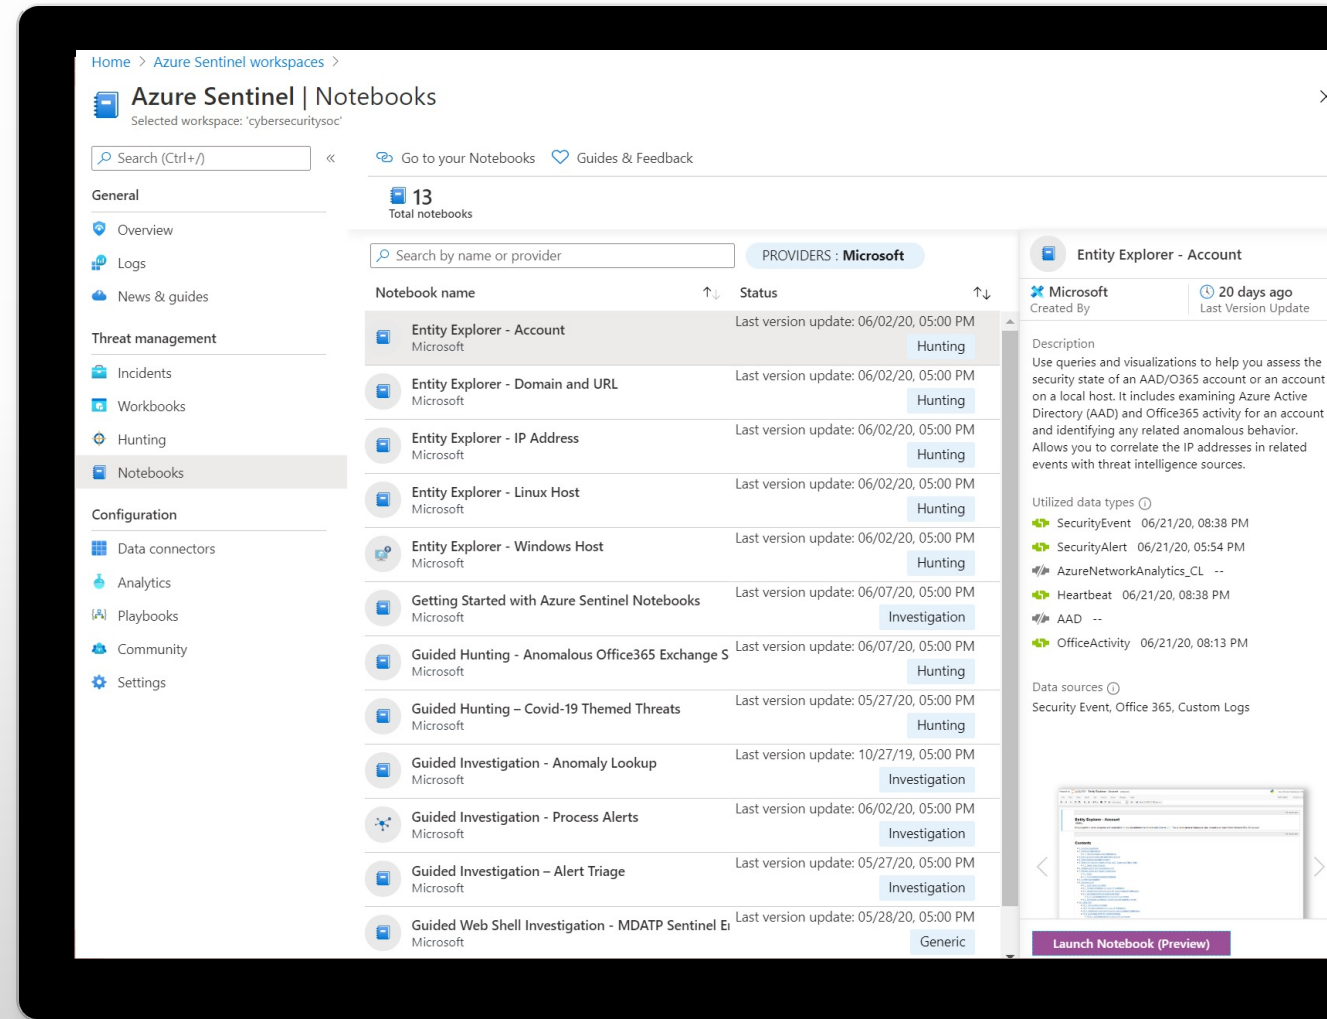 Home > Azure Sentinel workspaces >
Azure Sentinel | Notebooks
Selected workspace: 'cybersecuritysoc'
Search (Ctrl+/)
«
General
Overview
Logs
News & guides
Threat management
Incidents
Workbooks
Hunting
Notebooks
Configuration
Data connectors
Analytics
Playbooks
Community
Settings
Go to your Notebooks
Guides & Feedback
13
Total notebooks
Search by name or provider
PROVIDERS : Microsoft
Notebook name ↑↓ Status ↑↓
Entity Explorer - Account
Microsoft
Last version update: 06/02/20, 05:00 PM
Hunting
Entity Explorer - Domain and URL
Microsoft
Last version update: 06/02/20, 05:00 PM
Hunting
Entity Explorer - IP Address
Microsoft
Last version update: 06/02/20, 05:00 PM
Hunting
Entity Explorer - Linux Host
Microsoft
Last version update: 06/02/20, 05:00 PM
Hunting
Entity Explorer - Windows Host
Microsoft
Last version update: 06/02/20, 05:00 PM
Hunting
Getting Started with Azure Sentinel Notebooks
Microsoft
Last version update: 06/07/20, 05:00 PM
Investigation
Guided Hunting - Anomalous Office365 Exchange S
Microsoft
Last version update: 06/07/20, 05:00 PM
Hunting
Guided Hunting – Covid-19 Themed Threats
Microsoft
Last version update: 05/27/20, 05:00 PM
Hunting
Guided Investigation - Anomaly Lookup
Microsoft
Last version update: 10/27/19, 05:00 PM
Investigation
Guided Investigation - Process Alerts
Microsoft
Last version update: 06/02/20, 05:00 PM
Investigation
Guided Investigation – Alert Triage
Microsoft
Last version update: 05/27/20, 05:00 PM
Investigation
Guided Web Shell Investigation - MDATP Sentinel E
Microsoft
Last version update: 05/28/20, 05:00 PM
Generic
Entity Explorer - Account
Microsoft
Created By
20 days ago
Last Version Update
Description
Use queries and visualizations to help you assess the
security state of an AAD/O365 account or an account
on a local host. It includes examining Azure Active
Directory (AAD) and Office365 activity for an account
and identifying any related anomalous behavior.
Allows you to correlate the IP addresses in related
events with threat intelligence sources.
Utilized data types
SecurityEvent 06/21/20, 08:38 PM
SecurityAlert 06/21/20, 05:54 PM
AzureNetworkAnalytics_CL --
Heartbeat 06/21/20, 08:38 PM
AAD --
OfficeActivity 06/21/20, 08:13 PM
Data sources
Security Event, Office 365, Custom Logs
Entity Explorer - Account
Contents
Launch Notebook (Preview)